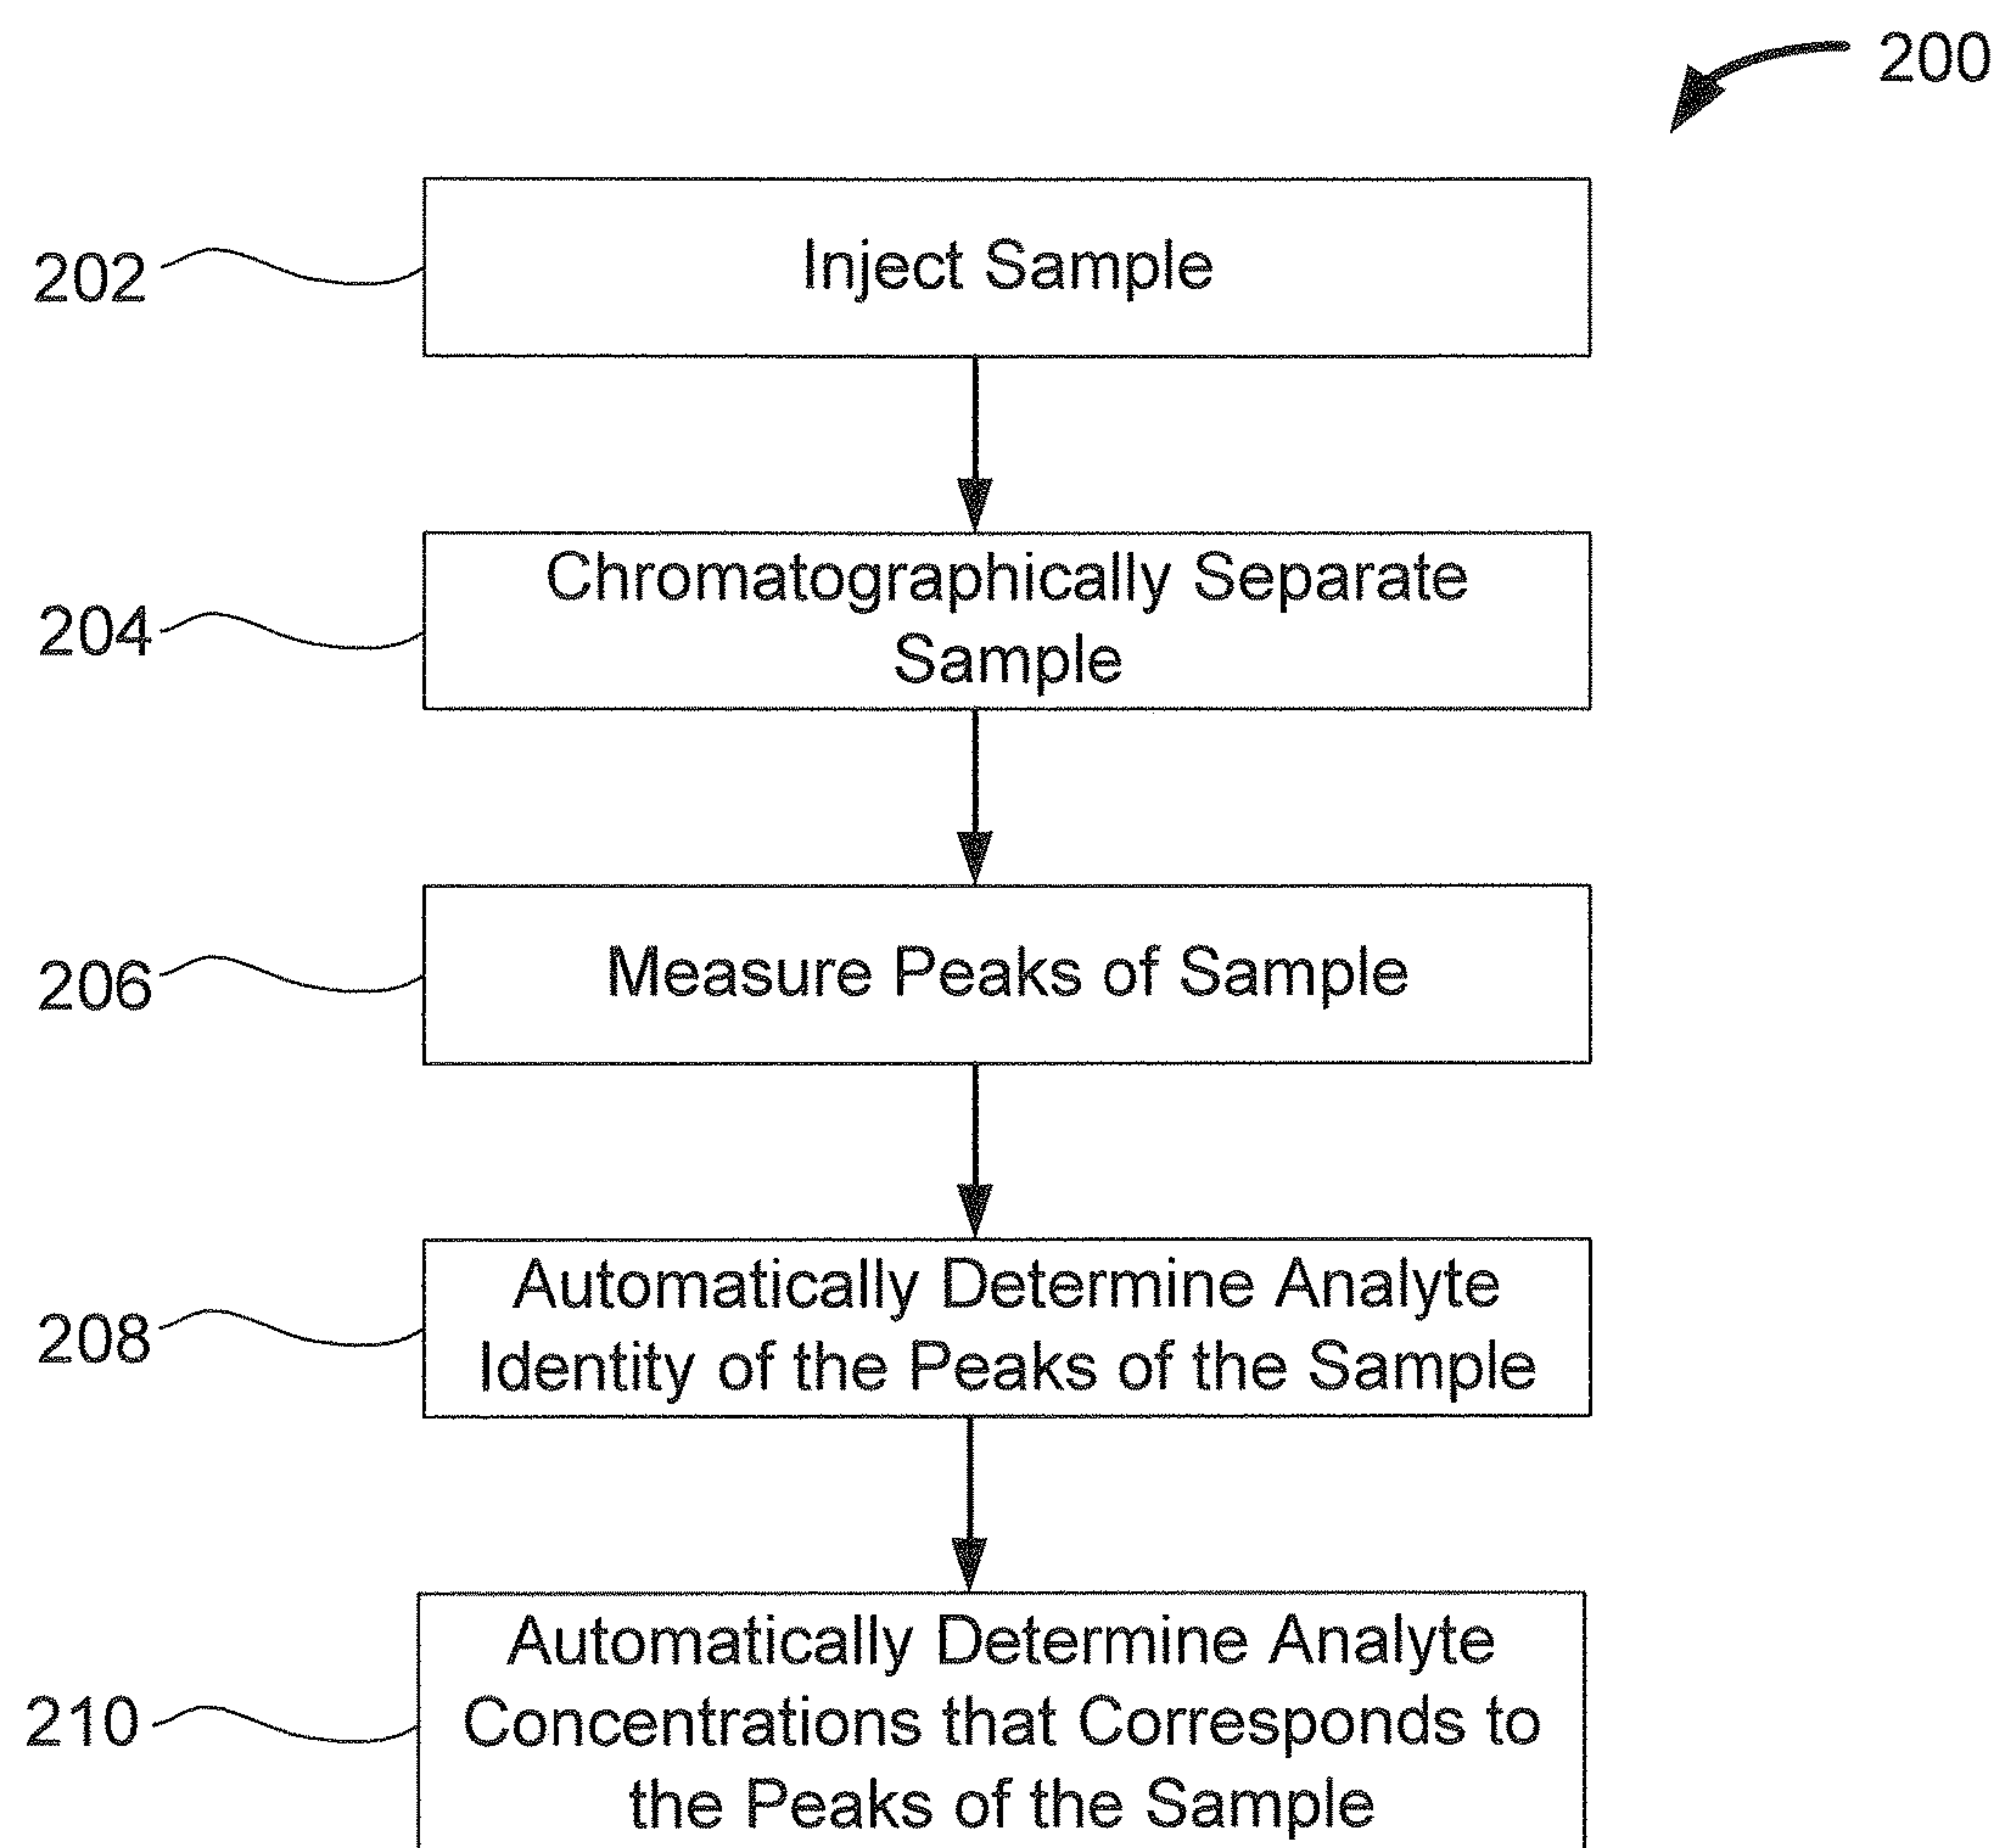 200
202
Inject Sample
204
Chromatographically Separate
Sample
206
Measure Peaks of Sample
208
Automatically Determine Analyte
Identity of the Peaks of the Sample
210
Automatically Determine Analyte
Concentrations that Corresponds to
the Peaks of the Sample